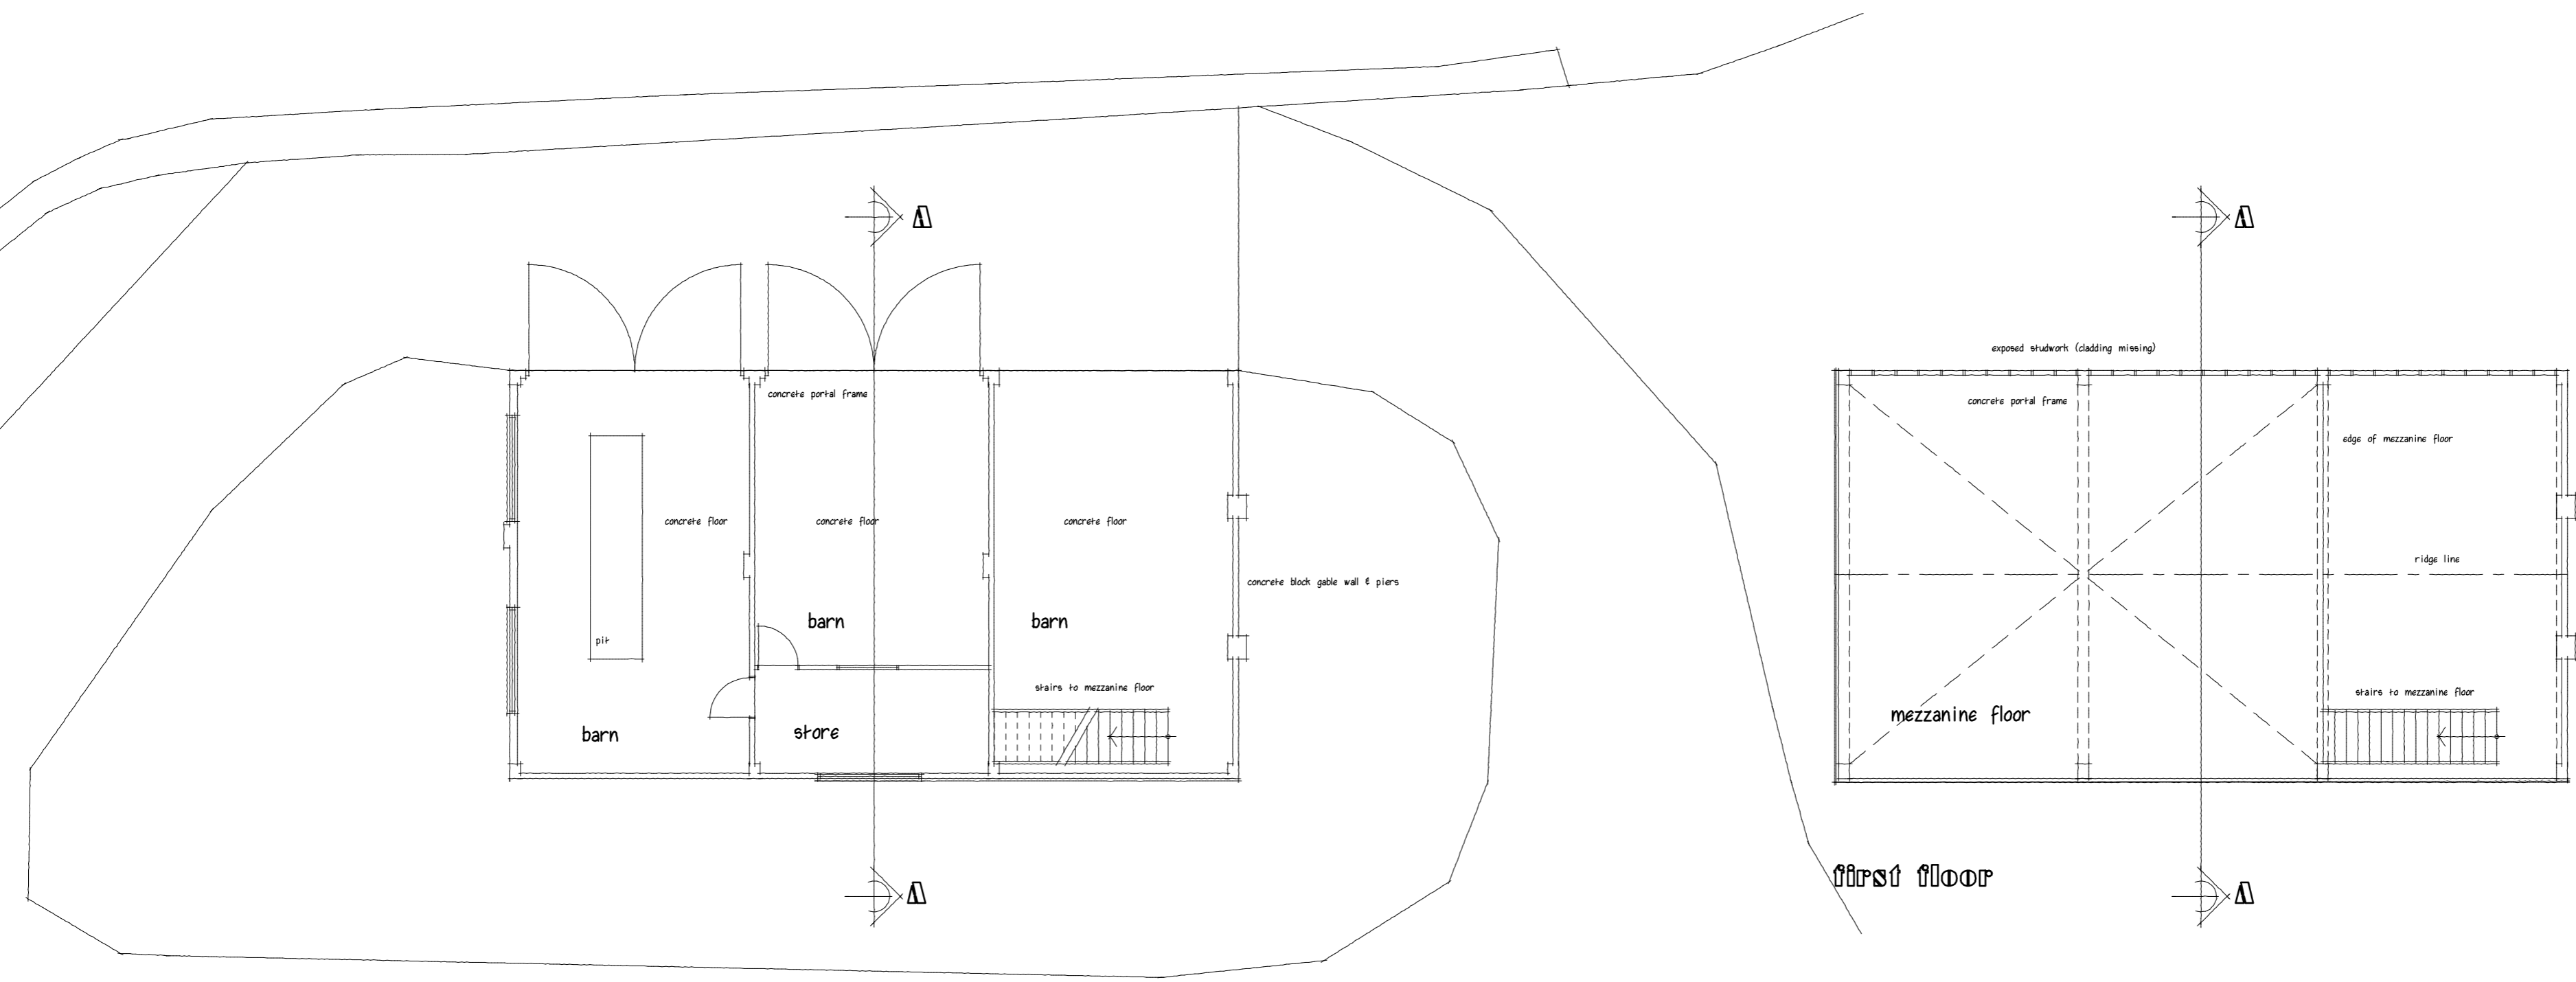 A
A
exposed studwork (cladding missing)
concrete portal frame
concrete portal frame
edge of mezzanine floor
concrete floor
concrete floor
concrete floor
ridge line
concrete block gable wall & piers
barn
barn
pit
stairs to mezzanine floor
stairs to mezzanine floor
mezzanine floor
barn
store
first floor
A
A